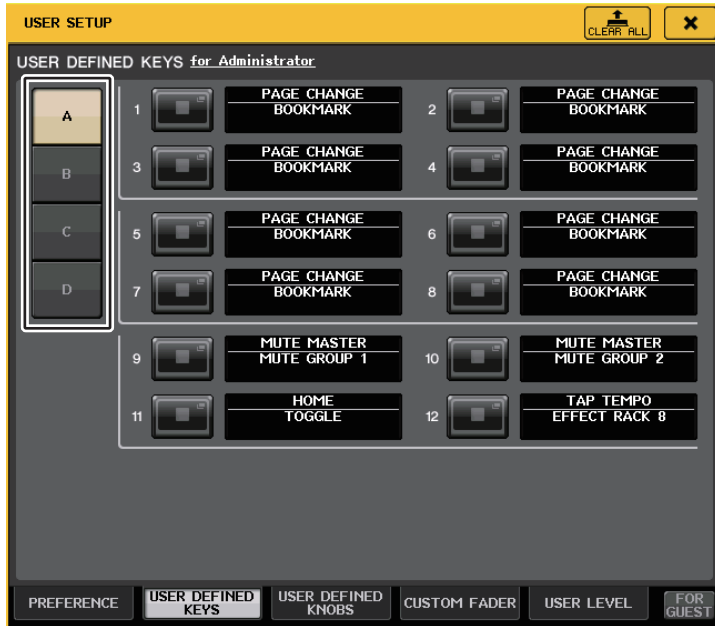 USER SETUP
CLEAR ALL
USER DEFINED KEYS for Administrator
A
B
C
D
1 PAGE CHANGE BOOKMARK
2 PAGE CHANGE BOOKMARK
3 PAGE CHANGE BOOKMARK
4 PAGE CHANGE BOOKMARK
5 PAGE CHANGE BOOKMARK
6 PAGE CHANGE BOOKMARK
7 PAGE CHANGE BOOKMARK
8 PAGE CHANGE BOOKMARK
9 MUTE MASTER MUTE GROUP 1
10 MUTE MASTER MUTE GROUP 2
11 HOME TOGGLE
12 TAP TEMPO EFFECT RACK 8
PREFERENCE
USER DEFINED KEYS
USER DEFINED KNOBS
CUSTOM FADER
USER LEVEL
FOR GUEST